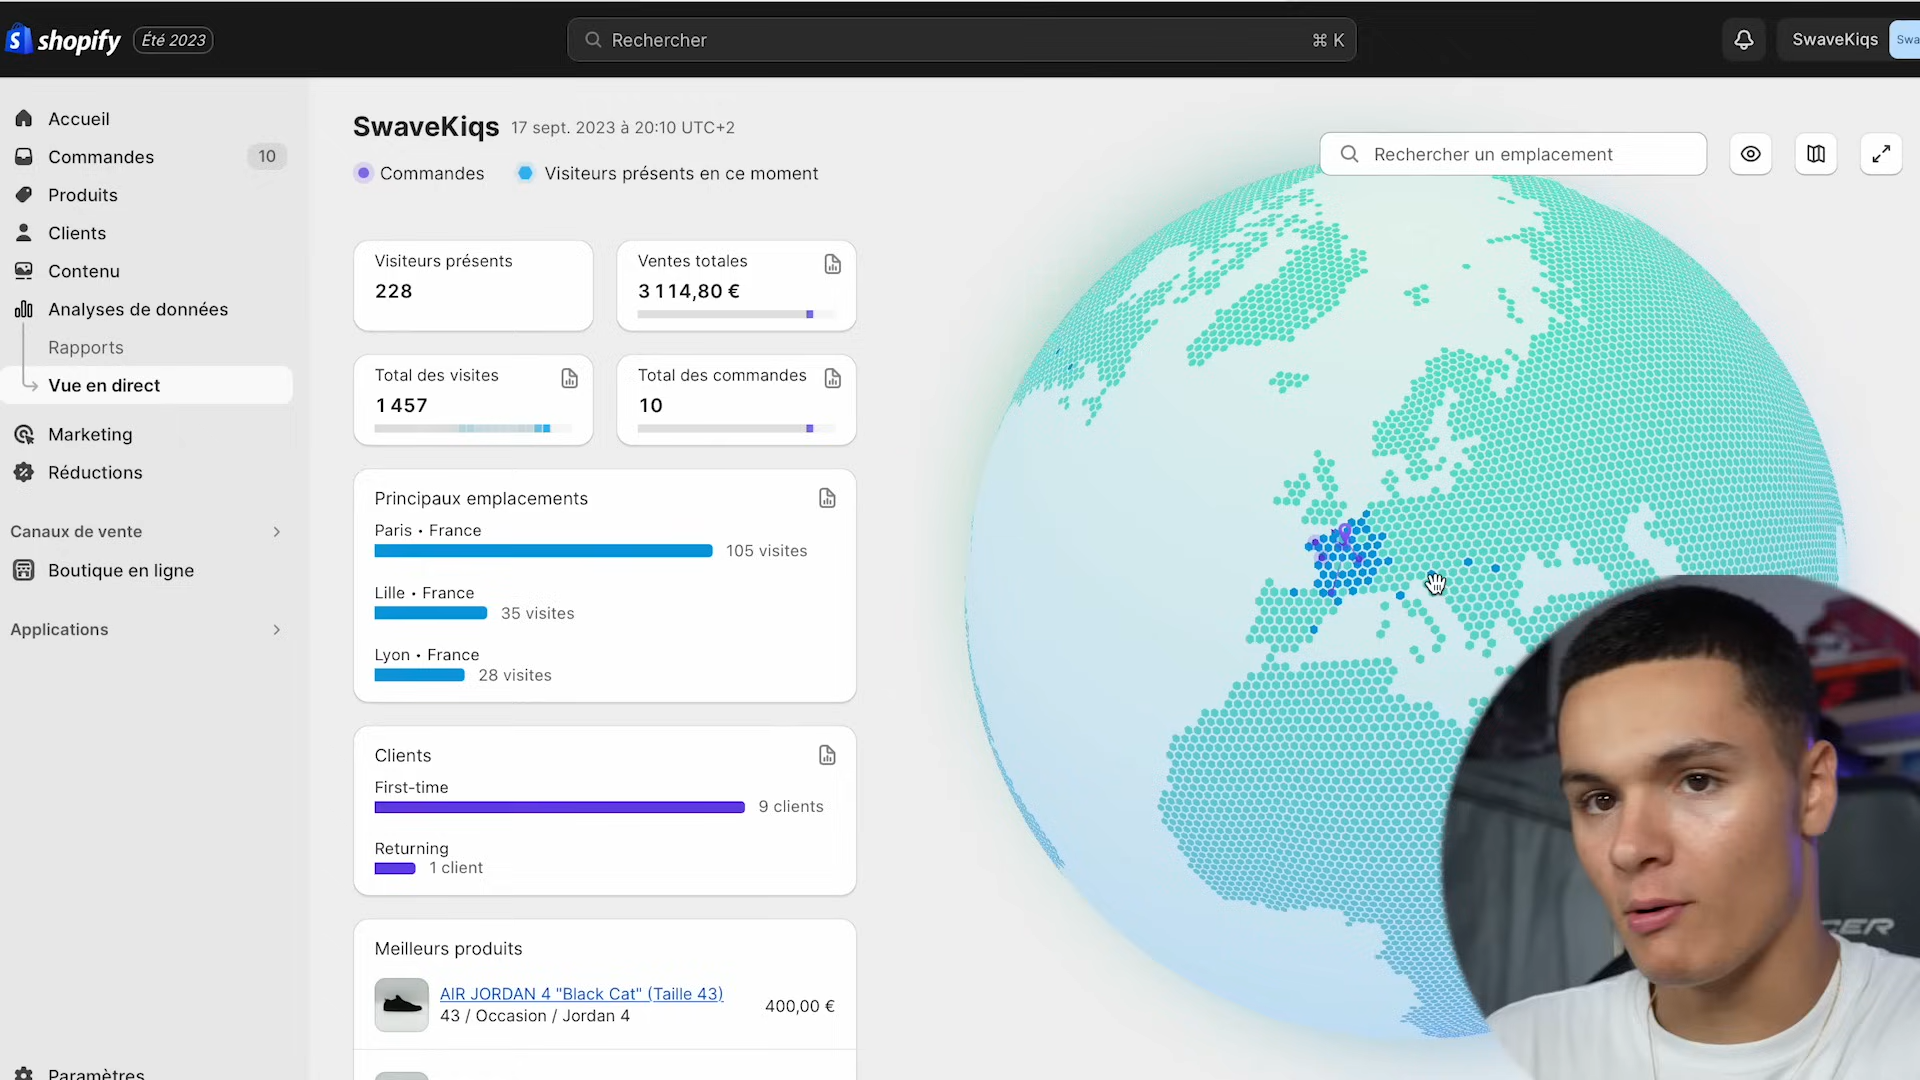 shopify
Été 2023
Rechercher
⌘ K
SwaveKiqs
Swa
Accueil
Commandes
10
Produits
Clients
Contenu
Analyses de données
Rapports
Vue en direct
Marketing
Réductions
Canaux de vente
Boutique en ligne
Applications
Paramètres
SwaveKiqs 17 sept. 2023 à 20:10 UTC+2
Commandes
Visiteurs présents en ce moment
Rechercher un emplacement
Visiteurs présents
228
Ventes totales
3 114,80 €
Total des visites
1 457
Total des commandes
10
Principaux emplacements
Paris • France
105 visites
Lille • France
35 visites
Lyon • France
28 visites
Clients
First-time
9 clients
Returning
1 client
Meilleurs produits
AIR JORDAN 4 "Black Cat" (Taille 43)
43 / Occasion / Jordan 4
400,00 €